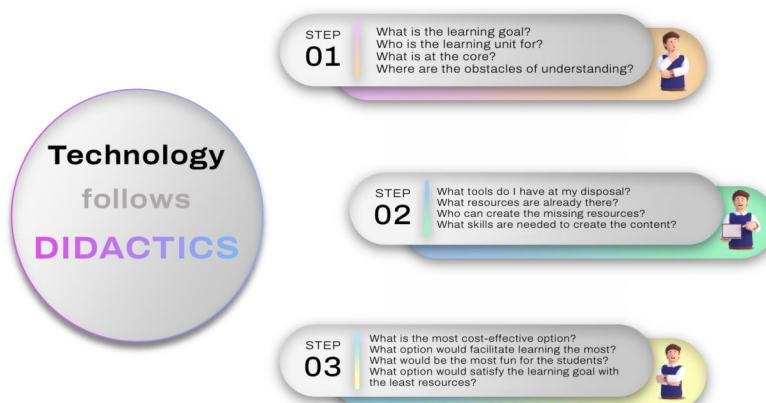 Technology
follows
DIDACTICS
STEP
01
What is the learning goal?
Who is the learning unit for?
What is at the core?
Where are the obstacles of understanding?
STEP
02
What tools do I have at my disposal?
What resources are already there?
Who can create the missing resources?
What skills are needed to create the content?
STEP
03
What is the most cost-effective option?
What option would facilitate learning the most?
What would be the most fun for the students?
What option would satisfy the learning goal with
the least resources?